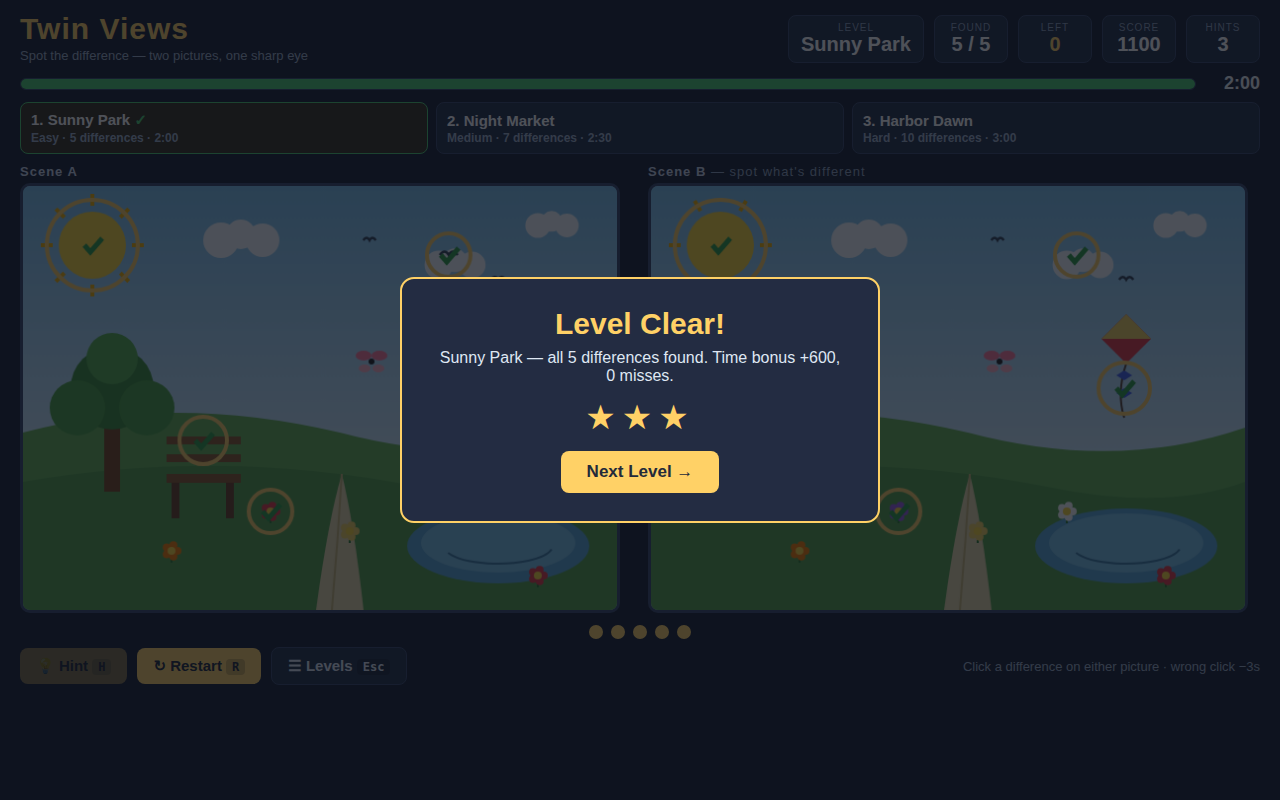 Twin Views
Spot the difference — two pictures, one sharp eye
LEVEL
Sunny Park
FOUND
5 / 5
LEFT
0
SCORE
1100
HINTS
3
2:00
1. Sunny Park ✓
Easy · 5 differences · 2:00
2. Night Market
Medium · 7 differences · 2:30
3. Harbor Dawn
Hard · 10 differences · 3:00
Scene A
Scene B — spot what's different
Level Clear!
Sunny Park — all 5 differences found. Time bonus +600,
0 misses.
★ ★ ★
Next Level →
💡 Hint H
↻ Restart R
☰ Levels Esc
Click a difference on either picture · wrong click −3s